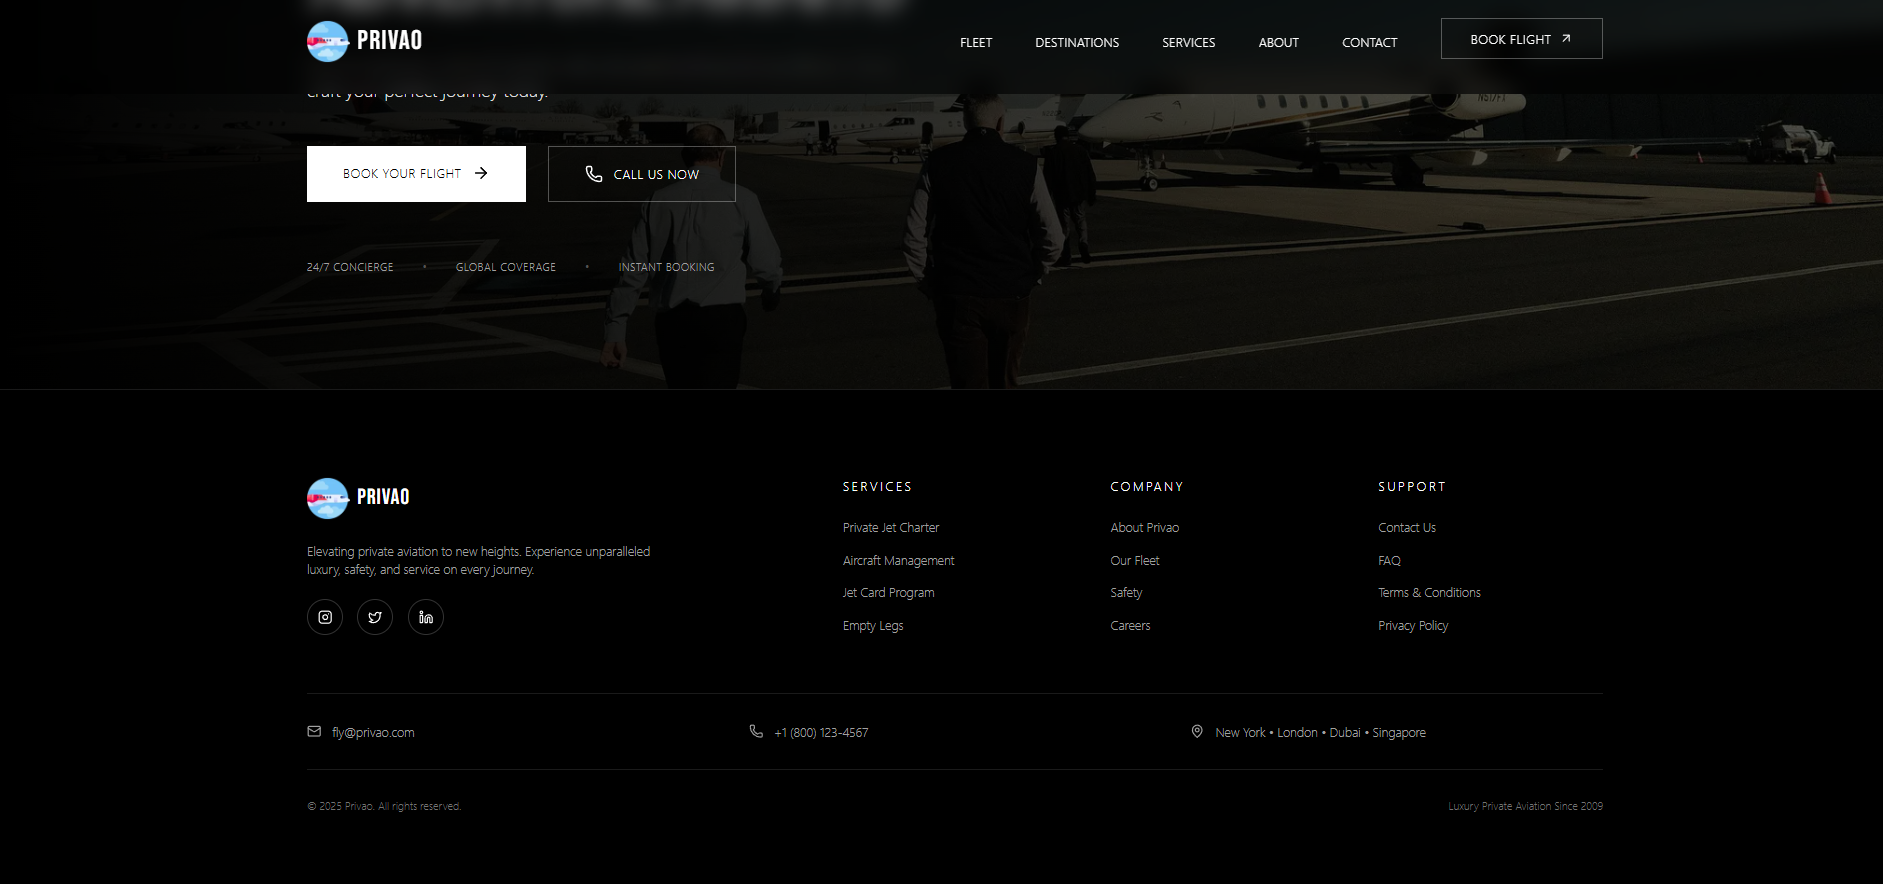 PRIVAO
FLEET
DESTINATIONS
SERVICES
ABOUT
CONTACT
BOOK FLIGHT
craft your perfect journey today.
N517FX
BOOK YOUR FLIGHT
CALL US NOW
24/7 CONCIERGE • GLOBAL COVERAGE • INSTANT BOOKING
PRIVAO
Elevating private aviation to new heights. Experience unparalleled
luxury, safety, and service on every journey.
SERVICES
Private Jet Charter
Aircraft Management
Jet Card Program
Empty Legs
COMPANY
About Privao
Our Fleet
Safety
Careers
SUPPORT
Contact Us
FAQ
Terms & Conditions
Privacy Policy
fly@privao.com
+1 (800) 123-4567
New York • London • Dubai • Singapore
© 2025 Privao. All rights reserved.
Luxury Private Aviation Since 2009